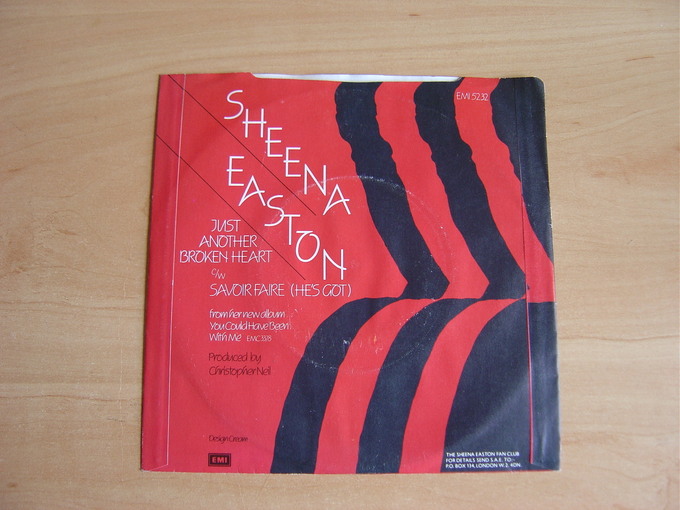 SHEENA
EASTON
EMI 5232
JUST
ANOTHER
BROKEN HEART
c/w
SAVOIR FAIRE (HE'S GOT)
from her new album
You Could Have Been
With Me EMC 3378
Produced by
Christopher Neil
Design Cream
EMI
THE SHEENA EASTON FAN CLUB
FOR DETAILS SEND S.A.E. TO:-
P.O. BOX 134, LONDON W.2. 4DN.